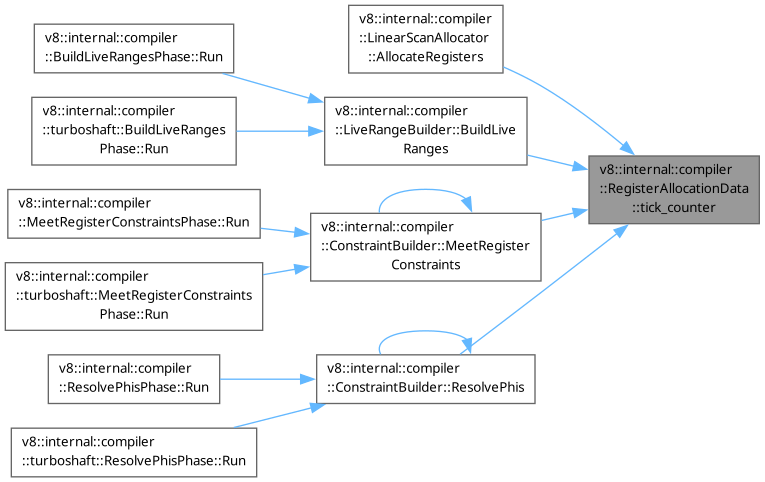 v8::internal::compiler
::LinearScanAllocator
::AllocateRegisters
v8::internal::compiler
::BuildLiveRangesPhase::Run
v8::internal::compiler
::turboshaft::BuildLiveRanges
Phase::Run
v8::internal::compiler
::LiveRangeBuilder::BuildLive
Ranges
v8::internal::compiler
::RegisterAllocationData
::tick_counter
v8::internal::compiler
::MeetRegisterConstraintsPhase::Run
v8::internal::compiler
::ConstraintBuilder::MeetRegister
Constraints
v8::internal::compiler
::turboshaft::MeetRegisterConstraints
Phase::Run
v8::internal::compiler
::ResolvePhisPhase::Run
v8::internal::compiler
::ConstraintBuilder::ResolvePhis
v8::internal::compiler
::turboshaft::ResolvePhisPhase::Run